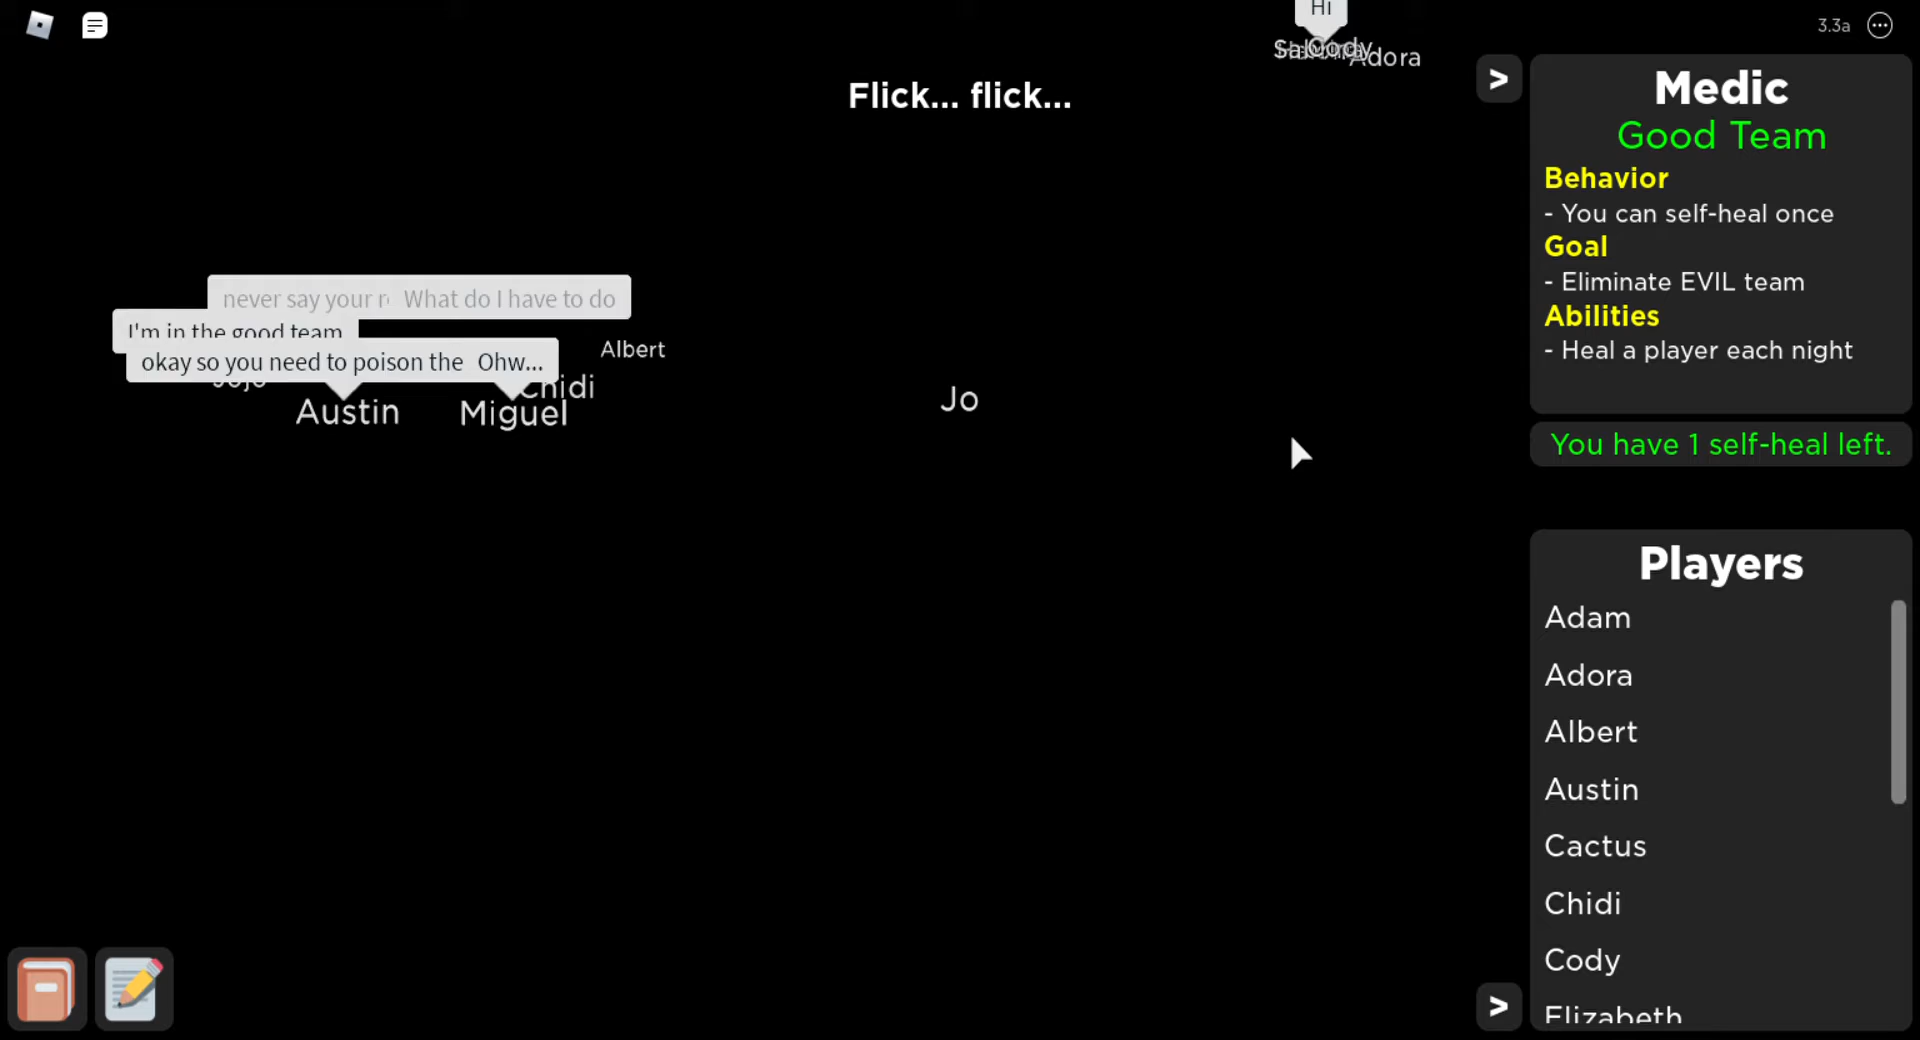 Hi
3.3a
Cody
Adora
Flick... flick...
>
Medic
Good Team
Behavior
- You can self-heal once
Goal
- Eliminate EVIL team
Abilities
- Heal a player each night
You have 1 self-heal left.
never say your
What do I have to do
I'm in the good team
okay so you need to poison the
Ohw...
Albert
Jojo
Chidi
Austin
Miguel
Jo
Players
Adam
Adora
Albert
Austin
Cactus
Chidi
Cody
Elizabeth
>